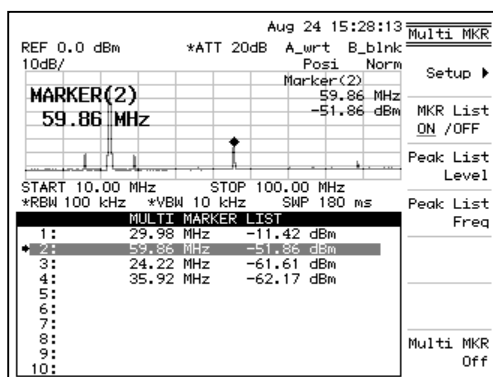 Aug 24 15:28:13
Multi MKR
REF 0.0 dBm *ATT 20dB A_wrt B_blnk
10dB/ Posi Norm
Marker(2)
59.86 MHz
-51.86 dBm
MARKER(2)
59.86 MHz
START 10.00 MHz STOP 100.00 MHz
*RBW 100 kHz *VBW 10 kHz SWP 180 ms
MULTI MARKER LIST
1: 29.98 MHz -11.42 dBm
2: 59.86 MHz -51.86 dBm
3: 24.22 MHz -61.61 dBm
4: 35.92 MHz -62.17 dBm
5:
6:
7:
8:
9:
10:
Setup
MKR List
ON /OFF
Peak List
Level
Peak List
Freq
Multi MKR
Off